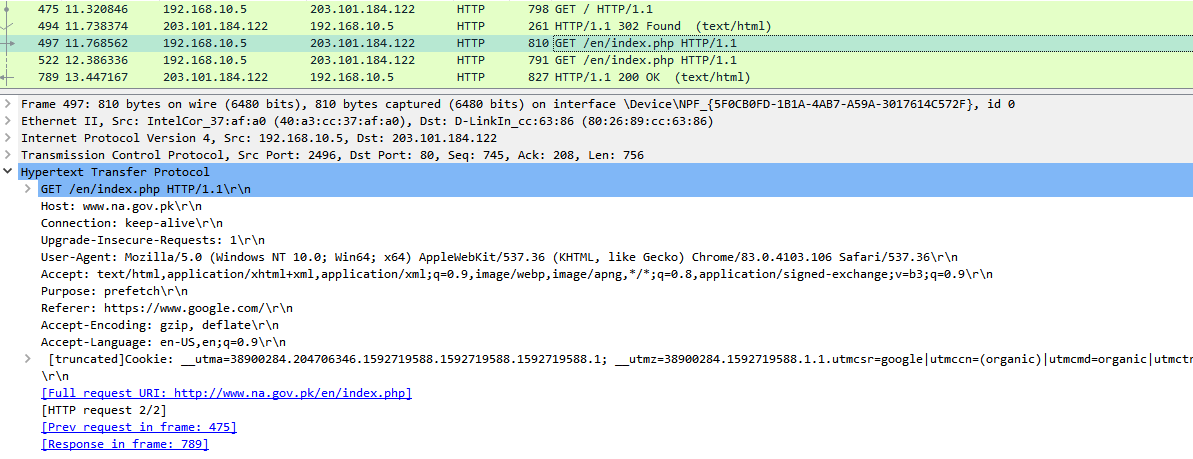 475 11.320846 192.168.10.5 203.101.184.122 HTTP 798 GET / HTTP/1.1
494 11.738374 203.101.184.122 192.168.10.5 HTTP 261 HTTP/1.1 302 Found (text/html)
497 11.768562 192.168.10.5 203.101.184.122 HTTP 810 GET /en/index.php HTTP/1.1
522 12.386336 192.168.10.5 203.101.184.122 HTTP 791 GET /en/index.php HTTP/1.1
789 13.447167 203.101.184.122 192.168.10.5 HTTP 827 HTTP/1.1 200 OK (text/html)
Frame 497: 810 bytes on wire (6480 bits), 810 bytes captured (6480 bits) on interface \Device\NPF_{5F0CB0FD-1B1A-4AB7-A59A-3017614C572F}, id 0
Ethernet II, Src: IntelCor_37:af:a0 (40:a3:cc:37:af:a0), Dst: D-LinkIn_cc:63:86 (80:26:89:cc:63:86)
Internet Protocol Version 4, Src: 192.168.10.5, Dst: 203.101.184.122
Transmission Control Protocol, Src Port: 2496, Dst Port: 80, Seq: 745, Ack: 208, Len: 756
Hypertext Transfer Protocol
GET /en/index.php HTTP/1.1\r\n
Host: www.na.gov.pk\r\n
Connection: keep-alive\r\n
Upgrade-Insecure-Requests: 1\r\n
User-Agent: Mozilla/5.0 (Windows NT 10.0; Win64; x64) AppleWebKit/537.36 (KHTML, like Gecko) Chrome/83.0.4103.106 Safari/537.36\r\n
Accept: text/html,application/xhtml+xml,application/xml;q=0.9,image/webp,image/apng,*/*;q=0.8,application/signed-exchange;v=b3;q=0.9\r\n
Purpose: prefetch\r\n
Referer: https://www.google.com/\r\n
Accept-Encoding: gzip, deflate\r\n
Accept-Language: en-US,en;q=0.9\r\n
[truncated]Cookie: __utma=38900284.204706346.1592719588.1592719588.1592719588.1; __utmz=38900284.1592719588.1.1.utmcsr=google|utmccn=(organic)|utmcmd=organic|utmctr
\r\n
[Full request URI: http://www.na.gov.pk/en/index.php]
[HTTP request 2/2]
[Prev request in frame: 475]
[Response in frame: 789]